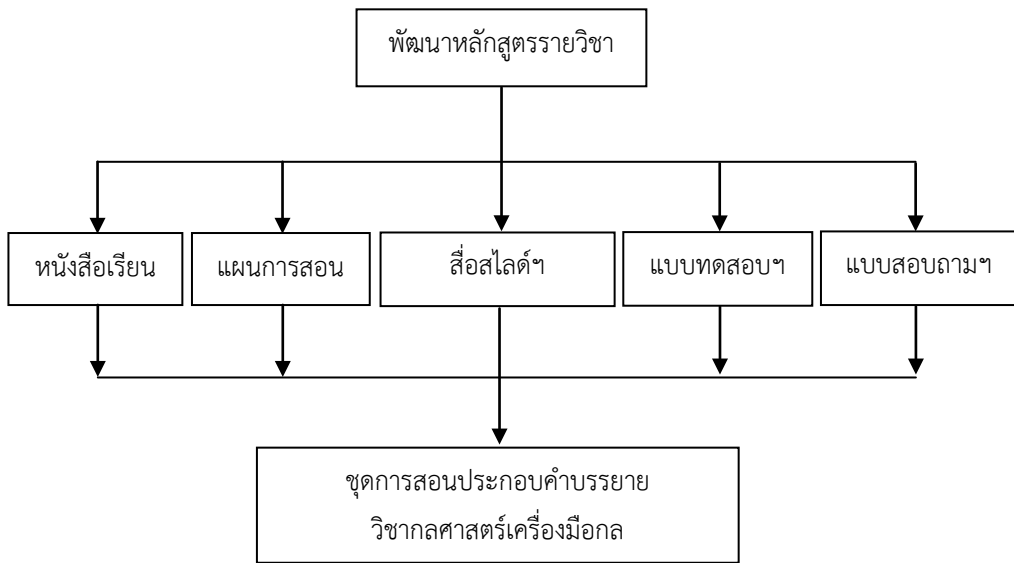 พัฒนาหลักสูตรรายวิชา
หนังสือเรียน
แผนการสอน
สื่อสไลด์ฯ
แบบทดสอบฯ
แบบสอบถามฯ
ชุดการสอนประกอบคำบรรยาย
วิชากลศาสตร์เครื่องมือกล